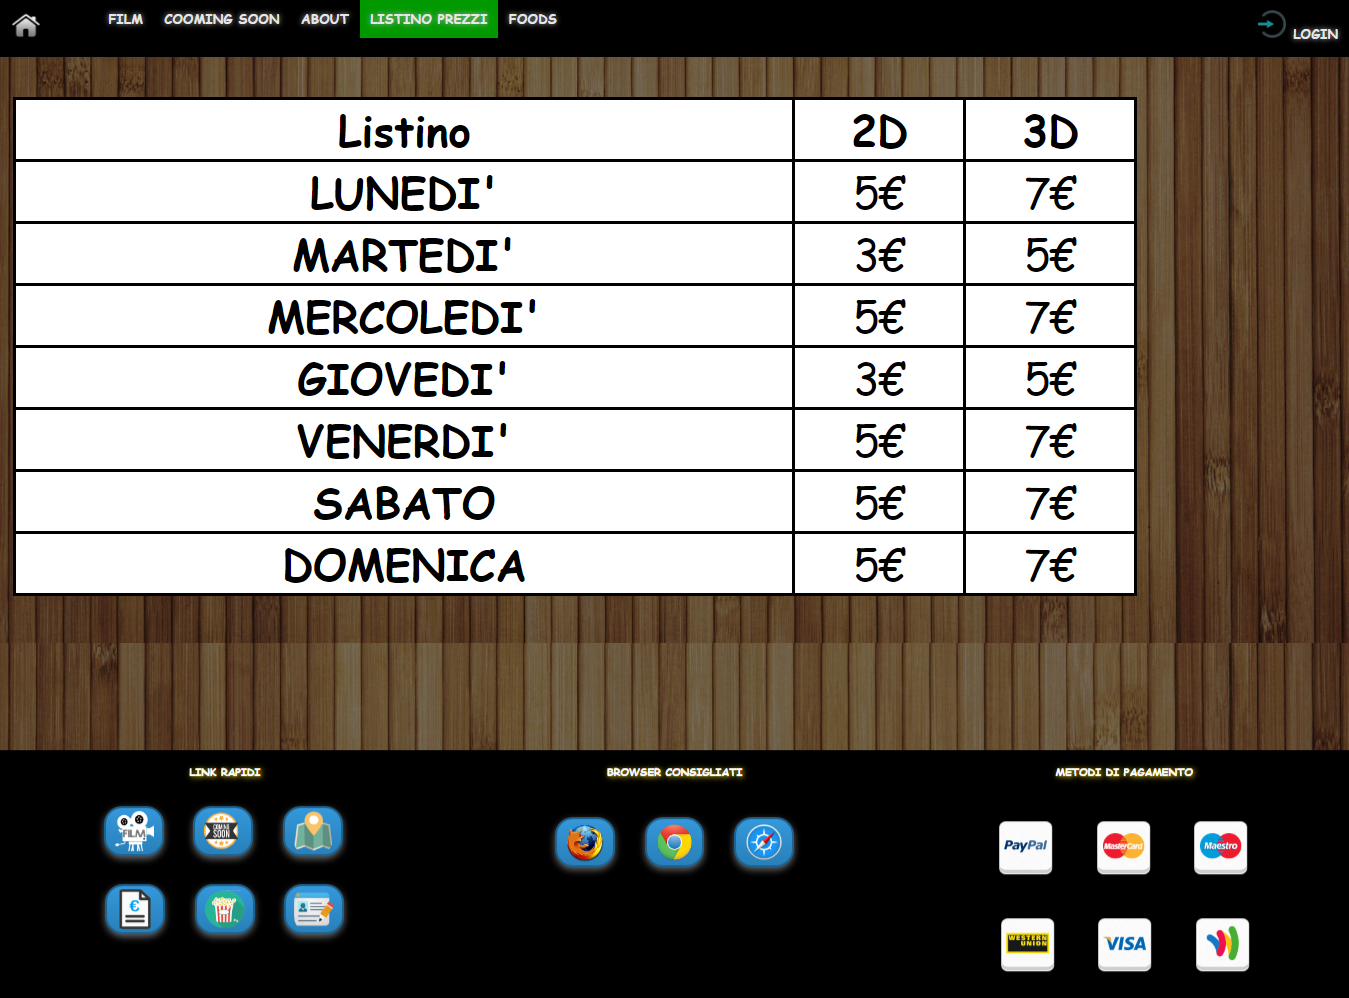 FILM COOMING SOON ABOUT LISTINO PREZZI FOODS LOGIN
Listino 2D 3D
LUNEDI' 5€ 7€
MARTEDI' 3€ 5€
MERCOLEDI' 5€ 7€
GIOVEDI' 3€ 5€
VENERDI' 5€ 7€
SABATO 5€ 7€
DOMENICA 5€ 7€
LINK RAPIDI BROWSER CONSIGLIATI METODI DI PAGAMENTO
FILM COMING SOON
PayPal MasterCard Maestro
€
WESTERN UNION VISA